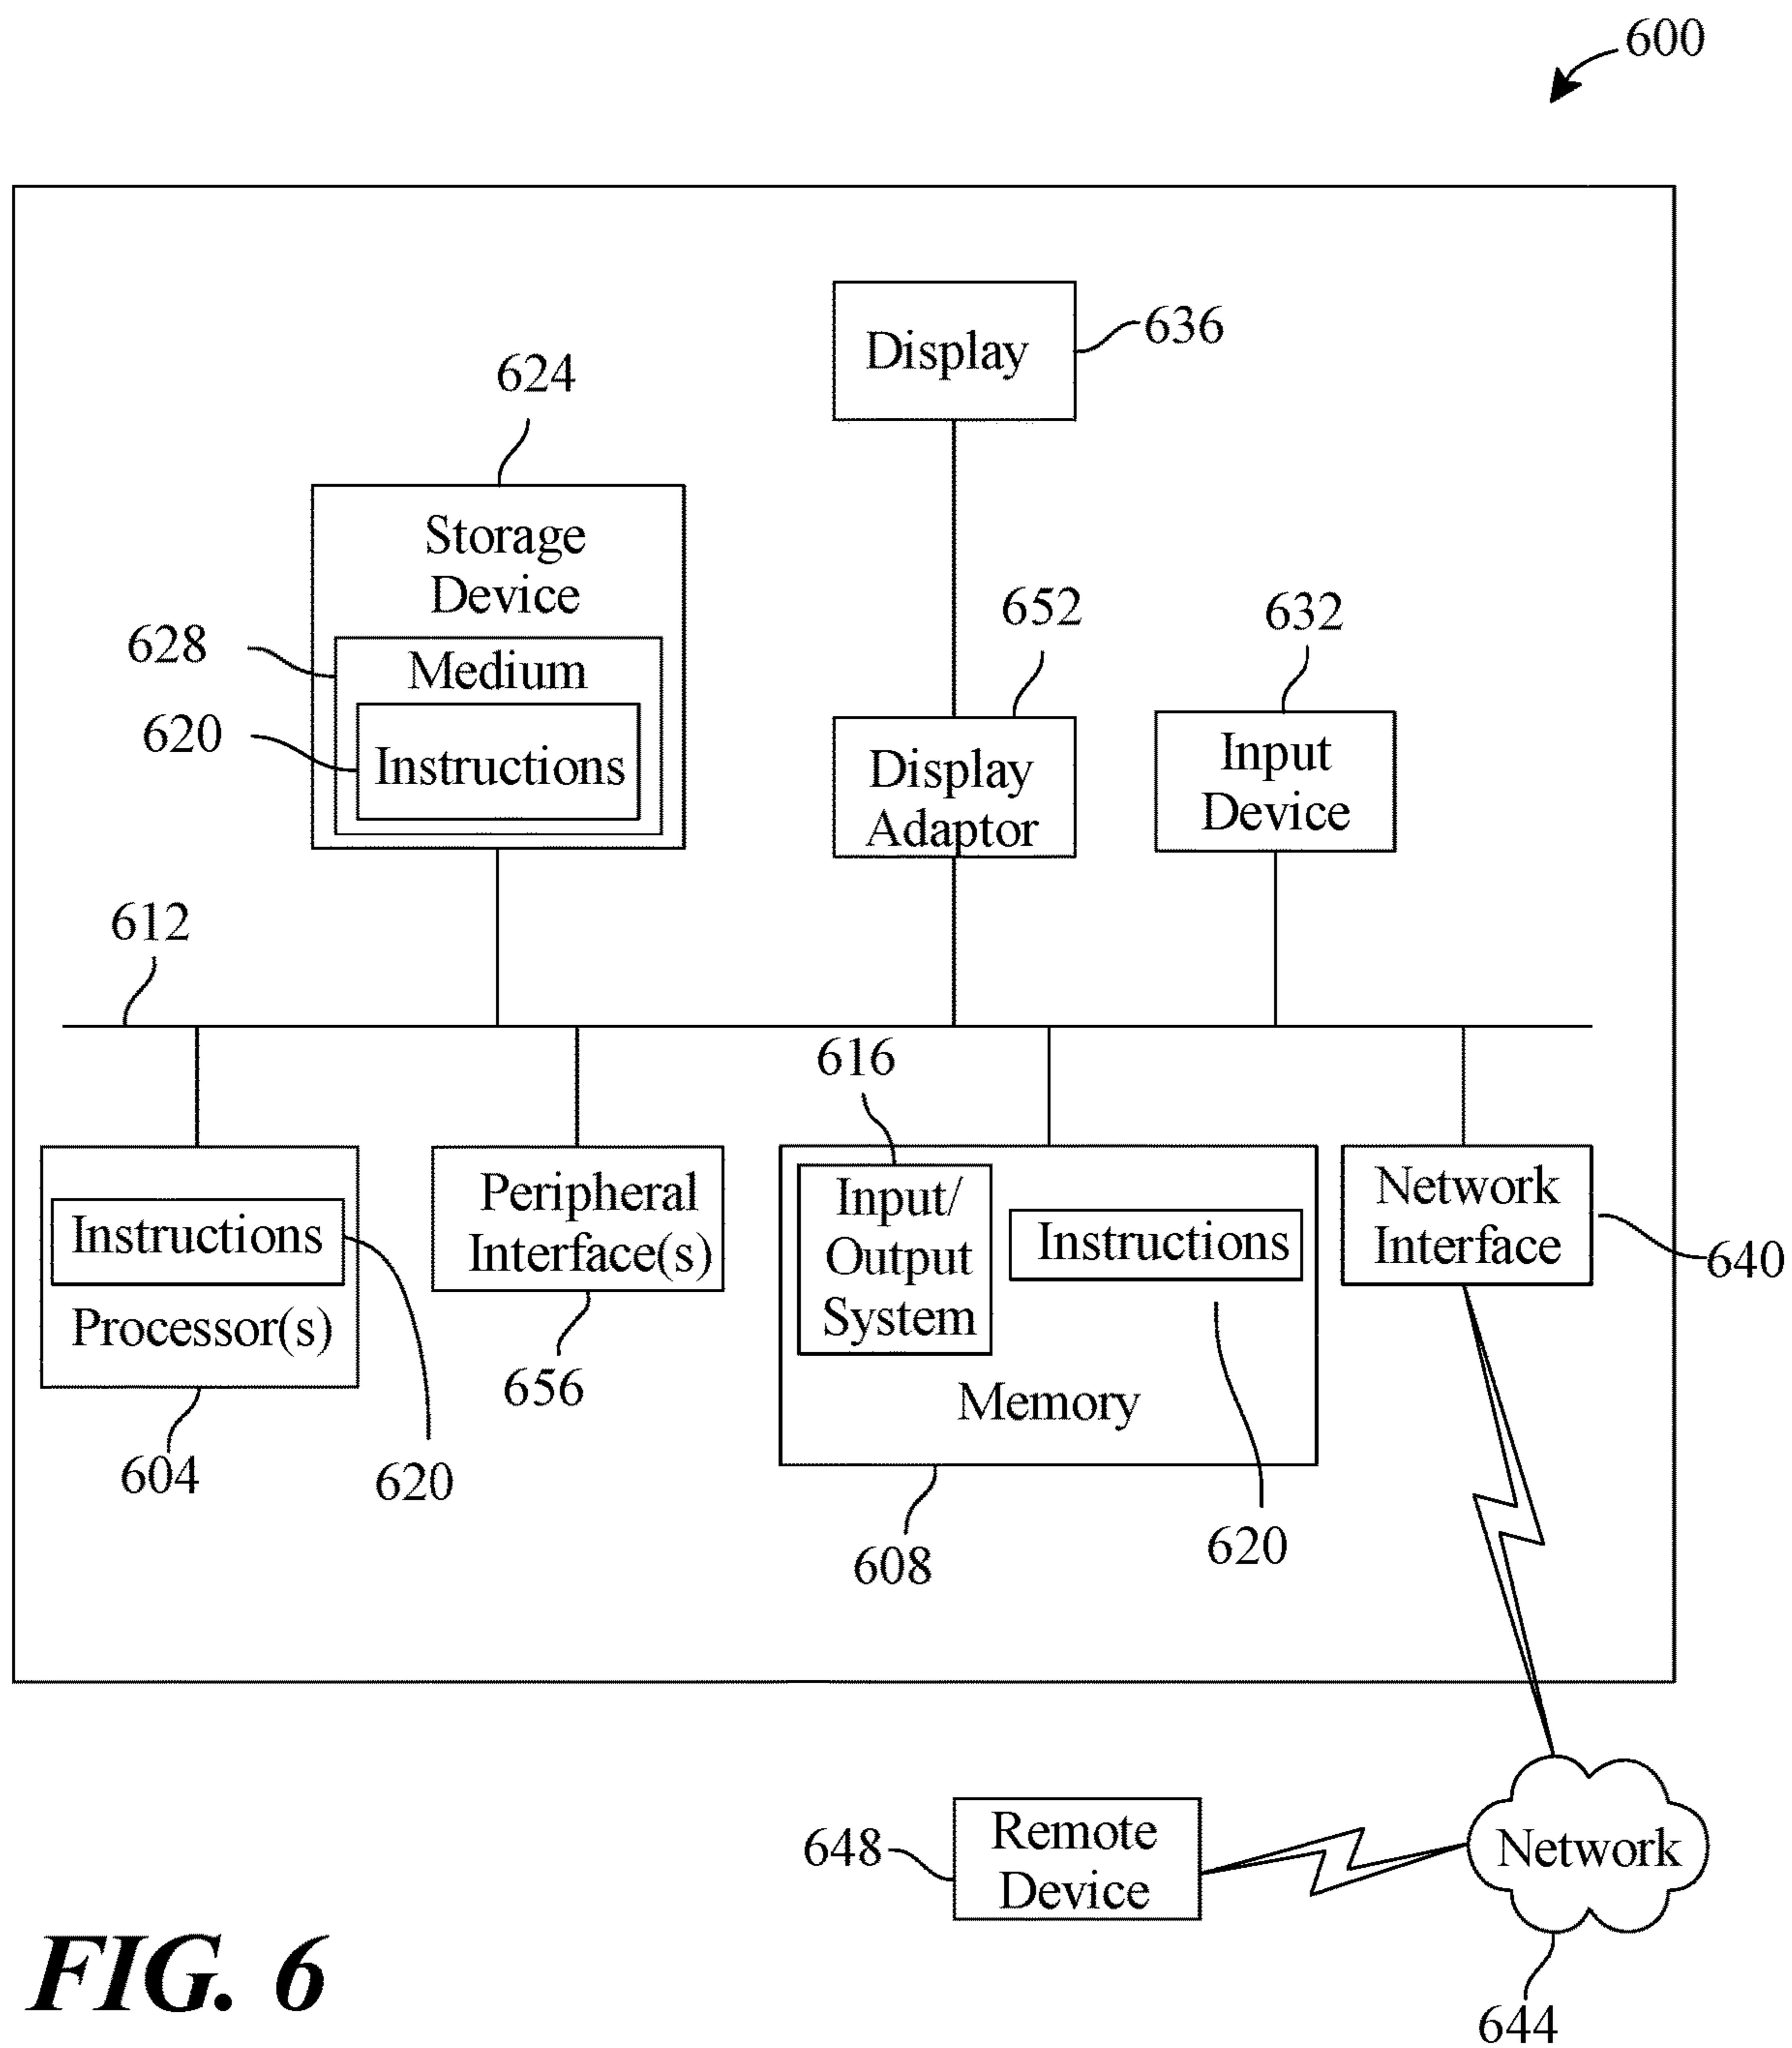 600
Display
636
624
Storage
Device
628
Medium
620
Instructions
652
Display
Adaptor
632
Input
Device
612
616
Instructions
Processor(s)
604
620
Peripheral
Interface(s)
656
Input/
Output
System
Instructions
Memory
608
620
Network
Interface
640
648
Remote
Device
Network
644
FIG. 6